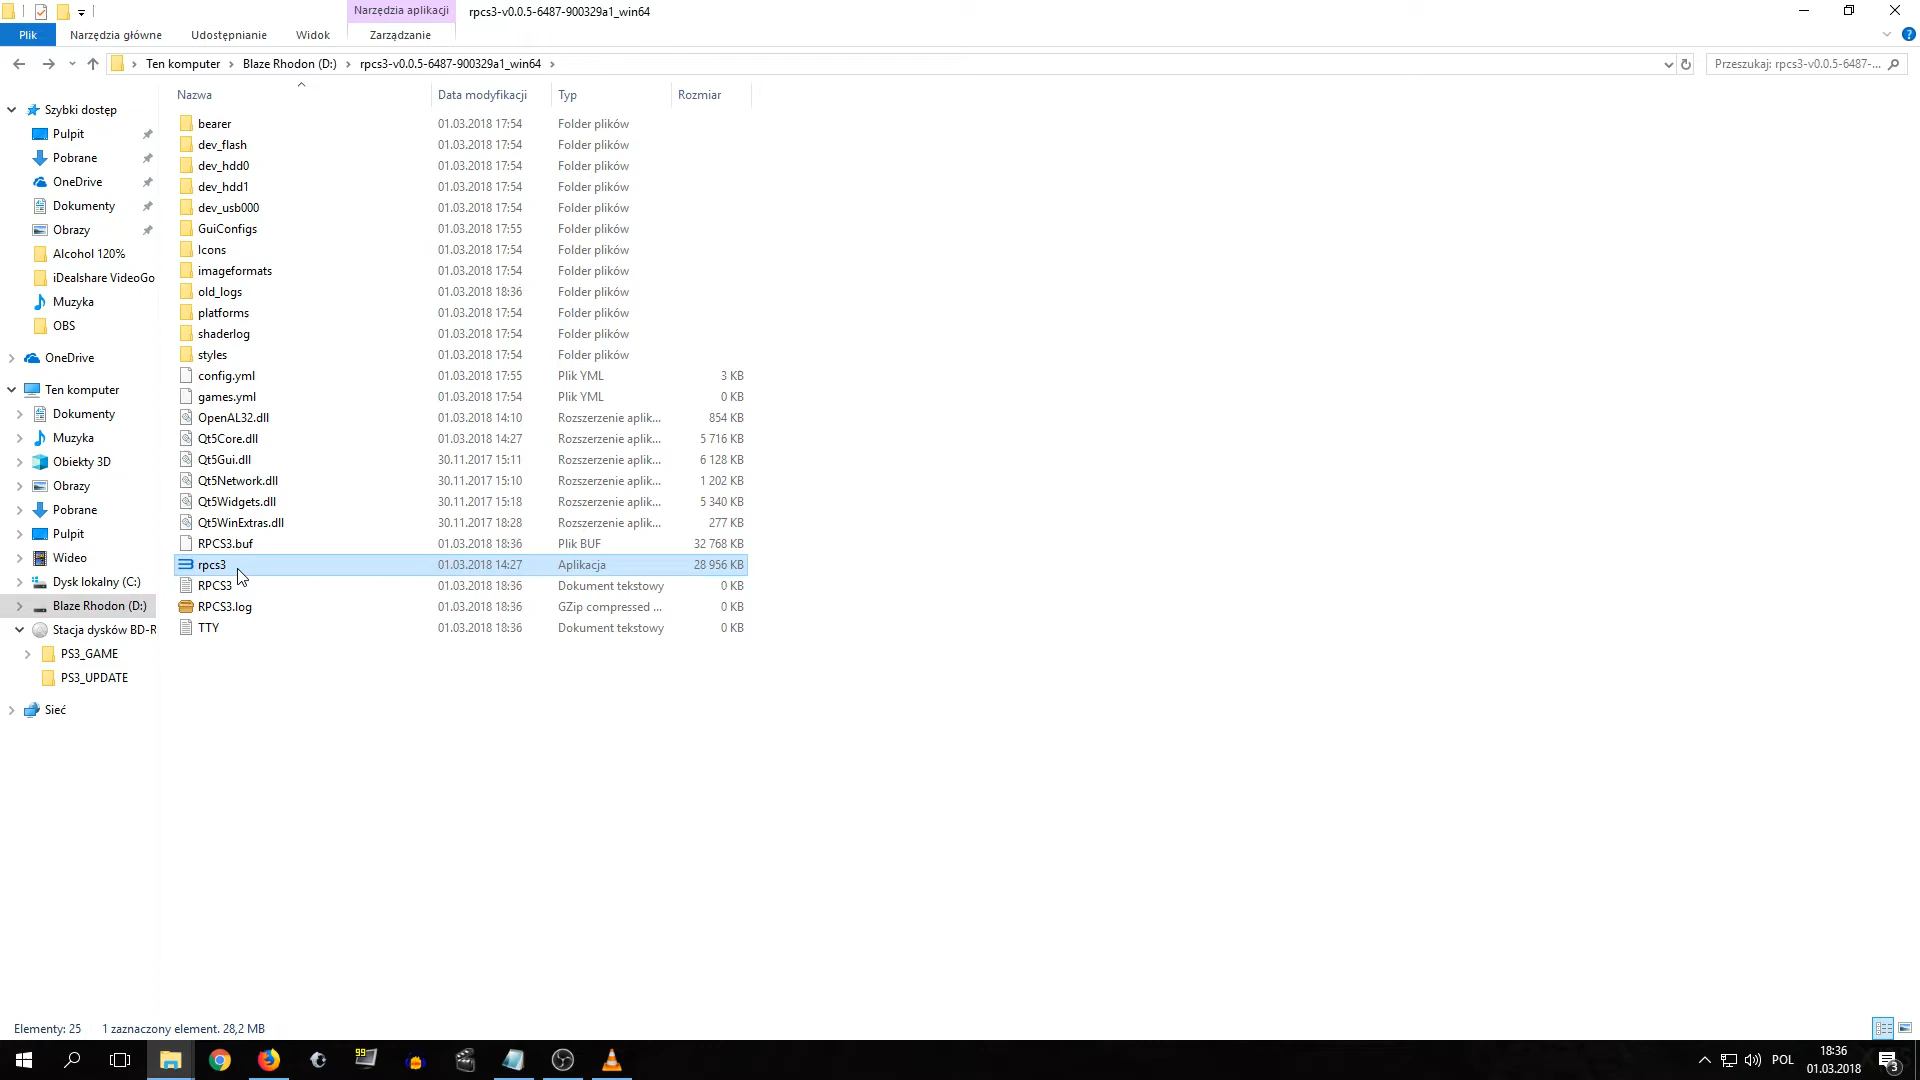 Narzędzia aplikacji
rpcs3-v0.0.5-6487-900329a1_win64
Plik
Narzędzia główne
Udostępnianie
Widok
Zarządzanie
Ten komputer
Blaze Rhodon (D:)
rpcs3-v0.0.5-6487-900329a1_win64
Przeszukaj: rpcs3-v0.0.5-6487-...
Szybki dostęp
Pulpit
Pobrane
OneDrive
Dokumenty
Obrazy
Alcohol 120%
iDealshare VideoGo
Muzyka
OBS
OneDrive
Ten komputer
Dokumenty
Muzyka
Obiekty 3D
Obrazy
Pobrane
Pulpit
Wideo
Dysk lokalny (C:)
Blaze Rhodon (D:)
Stacja dysków BD-R
PS3_GAME
PS3_UPDATE
Sieć
Nazwa Data modyfikacji Typ Rozmiar
bearer 01.03.2018 17:54 Folder plików
dev_flash 01.03.2018 17:54 Folder plików
dev_hdd0 01.03.2018 17:54 Folder plików
dev_hdd1 01.03.2018 17:54 Folder plików
dev_usb000 01.03.2018 17:54 Folder plików
GuiConfigs 01.03.2018 17:55 Folder plików
Icons 01.03.2018 17:54 Folder plików
imageformats 01.03.2018 17:54 Folder plików
old_logs 01.03.2018 18:36 Folder plików
platforms 01.03.2018 17:54 Folder plików
shaderlog 01.03.2018 17:54 Folder plików
styles 01.03.2018 17:54 Folder plików
config.yml 01.03.2018 17:55 Plik YML 3 KB
games.yml 01.03.2018 17:54 Plik YML 0 KB
OpenAL32.dll 01.03.2018 14:10 Rozszerzenie aplik... 854 KB
Qt5Core.dll 01.03.2018 14:27 Rozszerzenie aplik... 5 716 KB
Qt5Gui.dll 30.11.2017 15:11 Rozszerzenie aplik... 6 128 KB
Qt5Network.dll 30.11.2017 15:10 Rozszerzenie aplik... 1 202 KB
Qt5Widgets.dll 30.11.2017 15:18 Rozszerzenie aplik... 5 340 KB
Qt5WinExtras.dll 30.11.2017 18:28 Rozszerzenie aplik... 277 KB
RPCS3.buf 01.03.2018 18:36 Plik BUF 32 768 KB
rpcs3 01.03.2018 14:27 Aplikacja 28 956 KB
RPCS3 01.03.2018 18:36 Dokument tekstowy 0 KB
RPCS3.log 01.03.2018 18:36 GZip compressed ... 0 KB
TTY 01.03.2018 18:36 Dokument tekstowy 0 KB
Elementy: 25 1 zaznaczony element. 28,2 MB
99
POL
18:36
01.03.2018
3